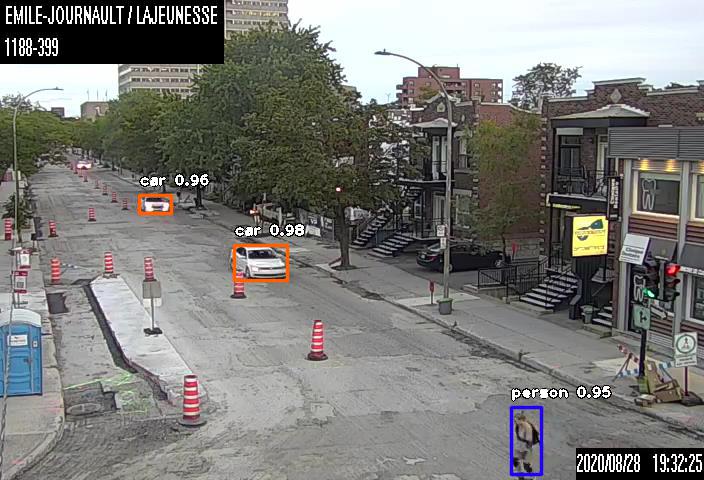 EMILE-JOURNAULT / LAJEUNESSE
1188-399
car 0.96
car 0.98
person 0.95
2020/08/28 19:32:25